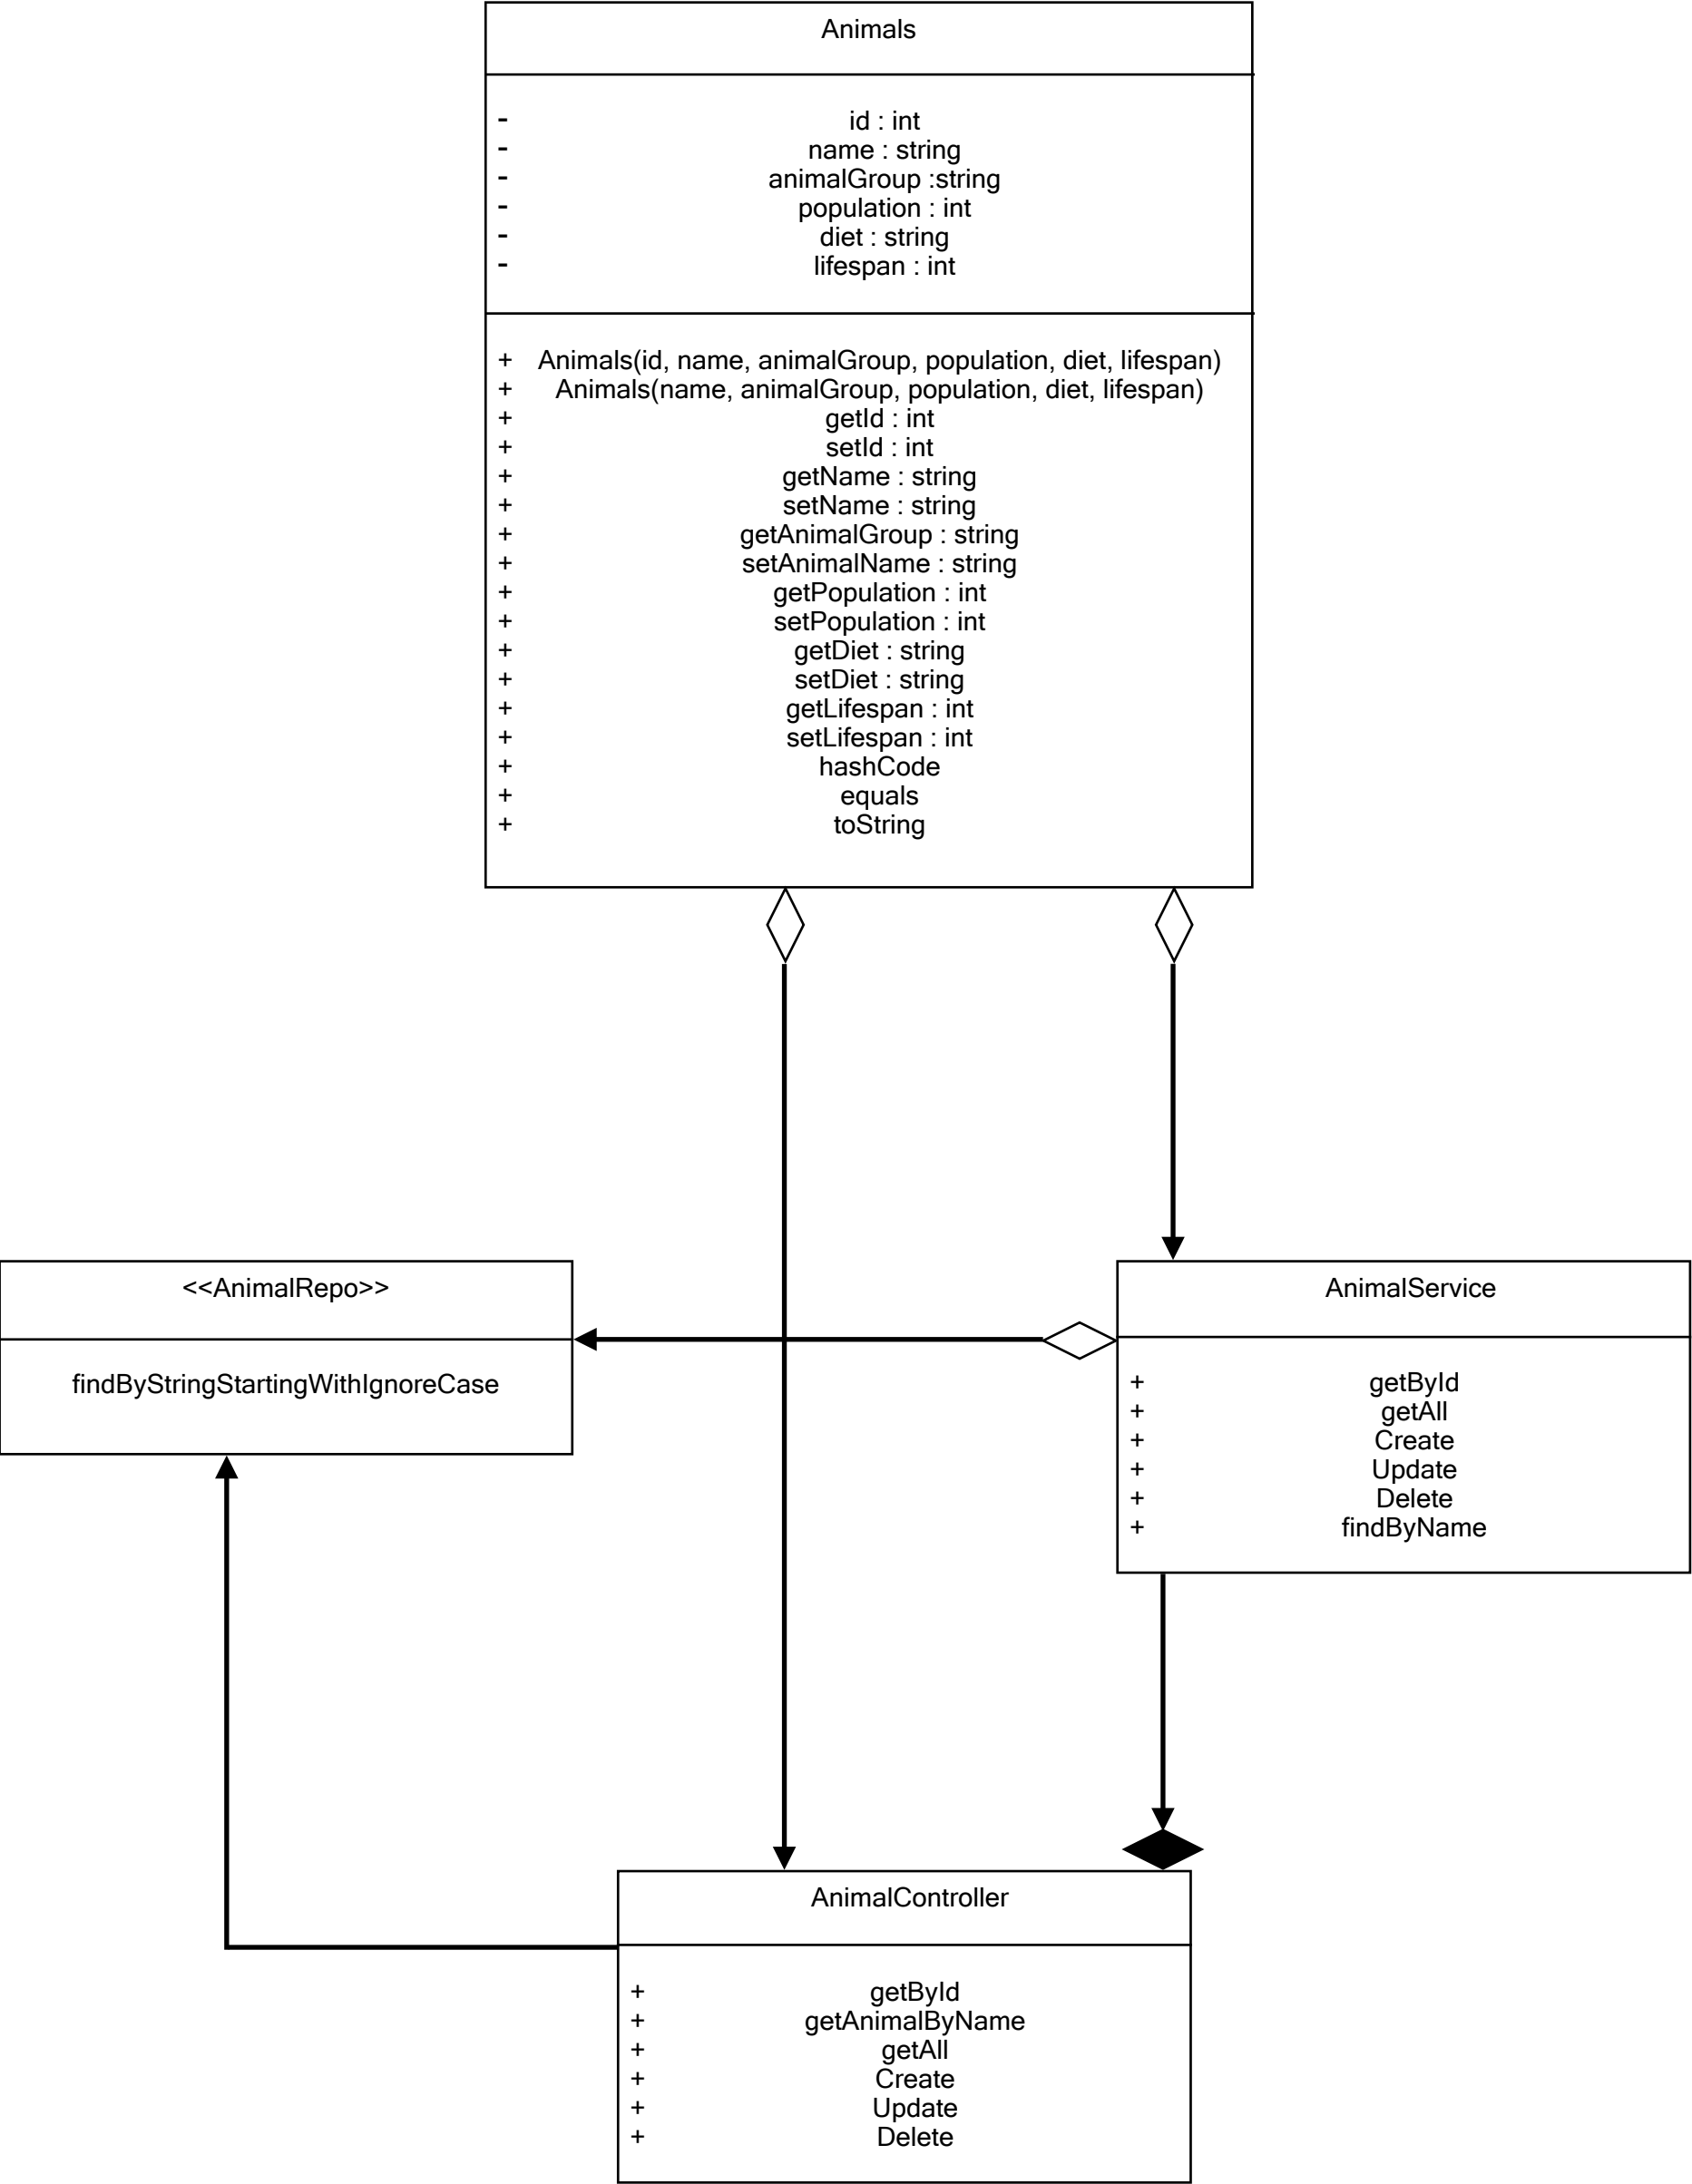 Animals
- id : int
- name : string
- animalGroup :string
- population : int
- diet : string
- lifespan : int
+ Animals(id, name, animalGroup, population, diet, lifespan)
+ Animals(name, animalGroup, population, diet, lifespan)
+ getId : int
+ setId : int
+ getName : string
+ setName : string
+ getAnimalGroup : string
+ setAnimalName : string
+ getPopulation : int
+ setPopulation : int
+ getDiet : string
+ setDiet : string
+ getLifespan : int
+ setLifespan : int
+ hashCode
+ equals
+ toString
<<AnimalRepo>>
findByStringStartingWithIgnoreCase
AnimalService
+ getById
+ getAll
+ Create
+ Update
+ Delete
+ findByName
AnimalController
+ getById
+ getAnimalByName
+ getAll
+ Create
+ Update
+ Delete